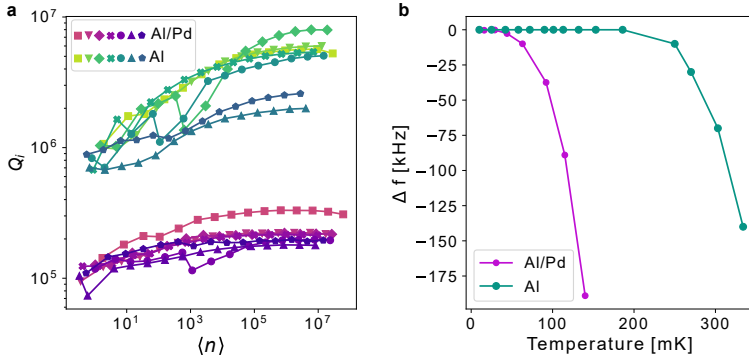 a
10⁷
10⁶
10⁵
Qᵢ
Al/Pd
Al
10¹ 10³ 10⁵ 10⁷
⟨n⟩
b
0
−25
−50
−75
−100
−125
−150
−175
Δ f [kHz]
Al/Pd
Al
0 100 200 300
Temperature [mK]